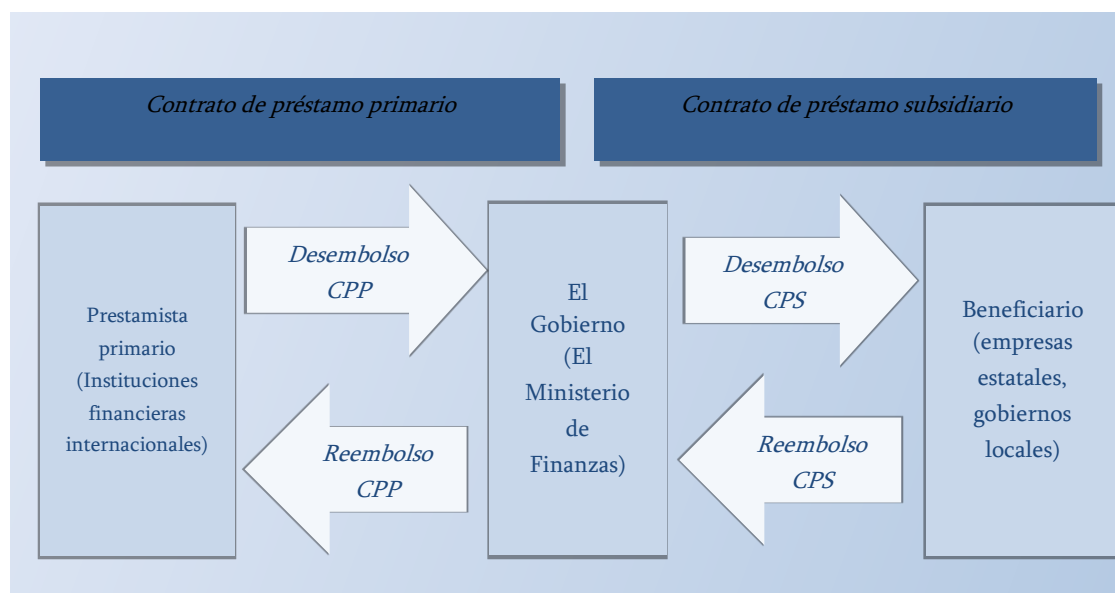 Contrato de préstamo primario
Contrato de préstamo subsidiario
Prestamista
primario
(Instituciones
financieras
internacionales)
Desembolso
CPP
Reembolso
CPP
El
Gobierno
(El
Ministerio
de
Finanzas)
Desembolso
CPS
Reembolso
CPS
Beneficiario
(empresas
estatales,
gobiernos
locales)